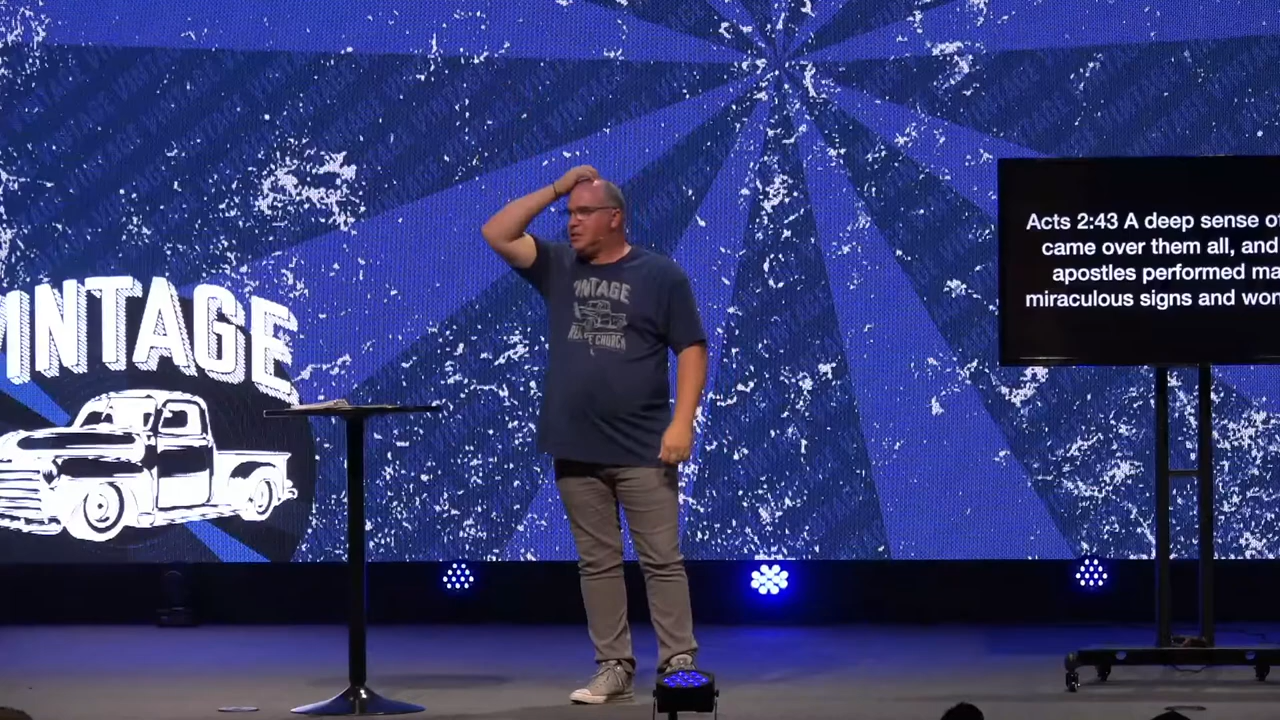 VINTAGE
VINTAGE
CHURCH
Acts 2:43 A deep sense o
came over them all, and
apostles performed ma
miraculous signs and won